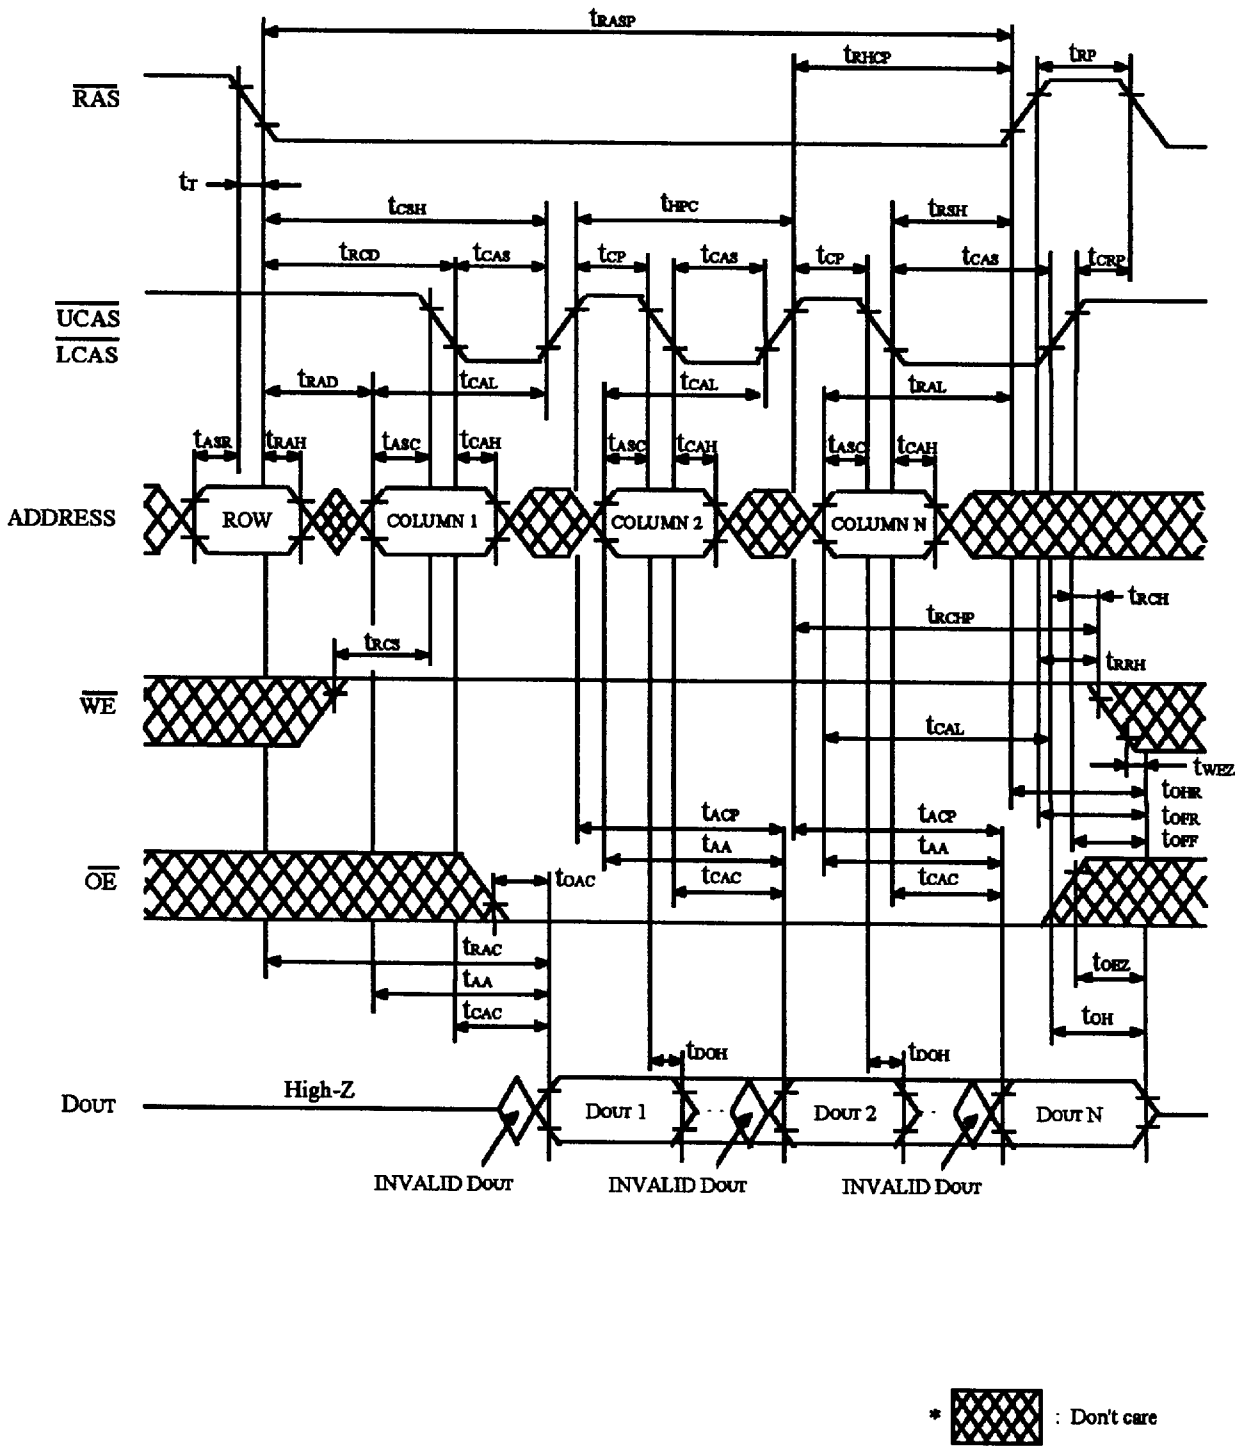 tRASP
tRHCP
tRP
RAS
tT
tCSH
tHPC
tRSH
tRCD
tCAS
tCP
tCAS
tCP
tCAS
tCRP
UCAS
LCAS
tRAD
tCAL
tCAL
tRAL
tASR
tRAH
tASC
tCAH
tASC
tCAH
tASC
tCAH
ADDRESS
ROW
COLUMN 1
COLUMN 2
COLUMN N
tRCH
tRCHP
tRCS
tRRH
WE
tCAL
tWEZ
tOHR
tACP
tACP
tOFR
tOFF
tAA
tAA
OE
tOAC
tCAC
tCAC
tRAC
tOEZ
tAA
tCAC
tOH
tDOH
tDOH
High-Z
DOUT
DOUT 1
DOUT 2
DOUT N
INVALID DOUT
INVALID DOUT
INVALID DOUT
* : Don't care